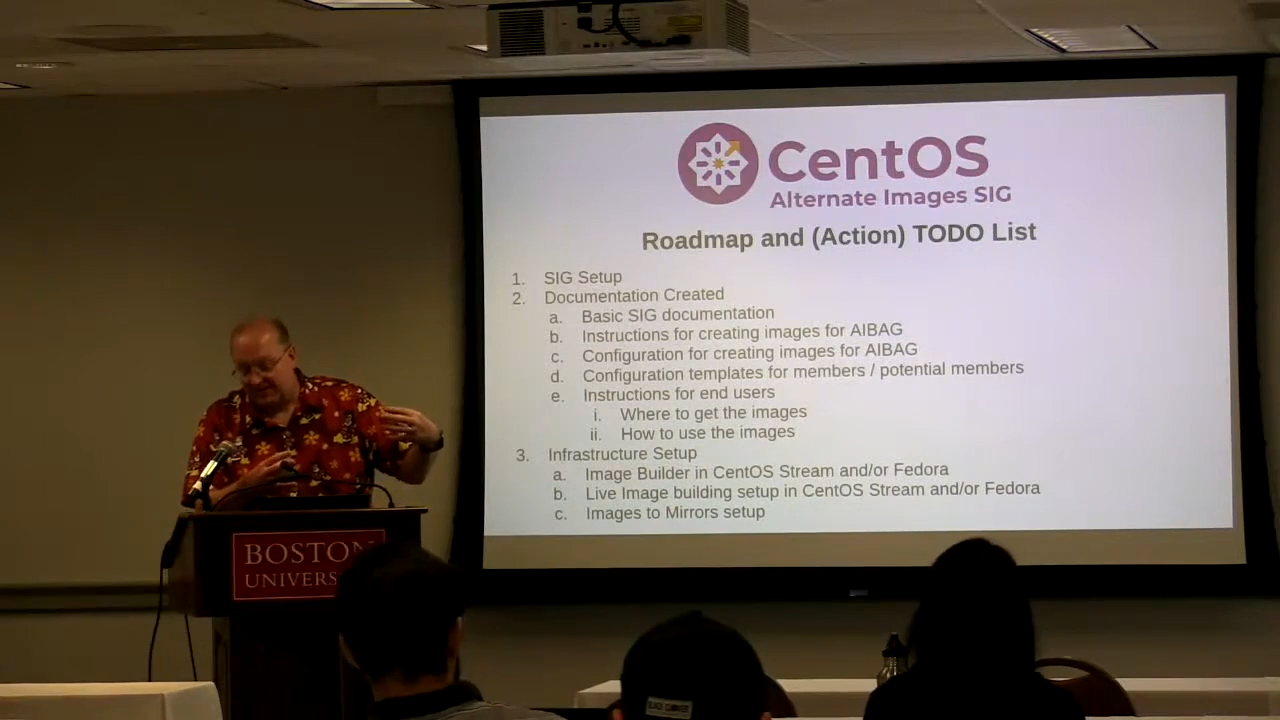 CentOS
Alternate Images SIG
Roadmap and (Action) TODO List
1. SIG Setup
2. Documentation Created
a. Basic SIG documentation
b. Instructions for creating images for AIBAG
c. Configuration for creating images for AIBAG
d. Configuration templates for members / potential members
e. Instructions for end users
i. Where to get the images
ii. How to use the images
3. Infrastructure Setup
a. Image Builder in CentOS Stream and/or Fedora
b. Live Image building setup in CentOS Stream and/or Fedora
c. Images to Mirrors setup
BOSTON
UNIVERS